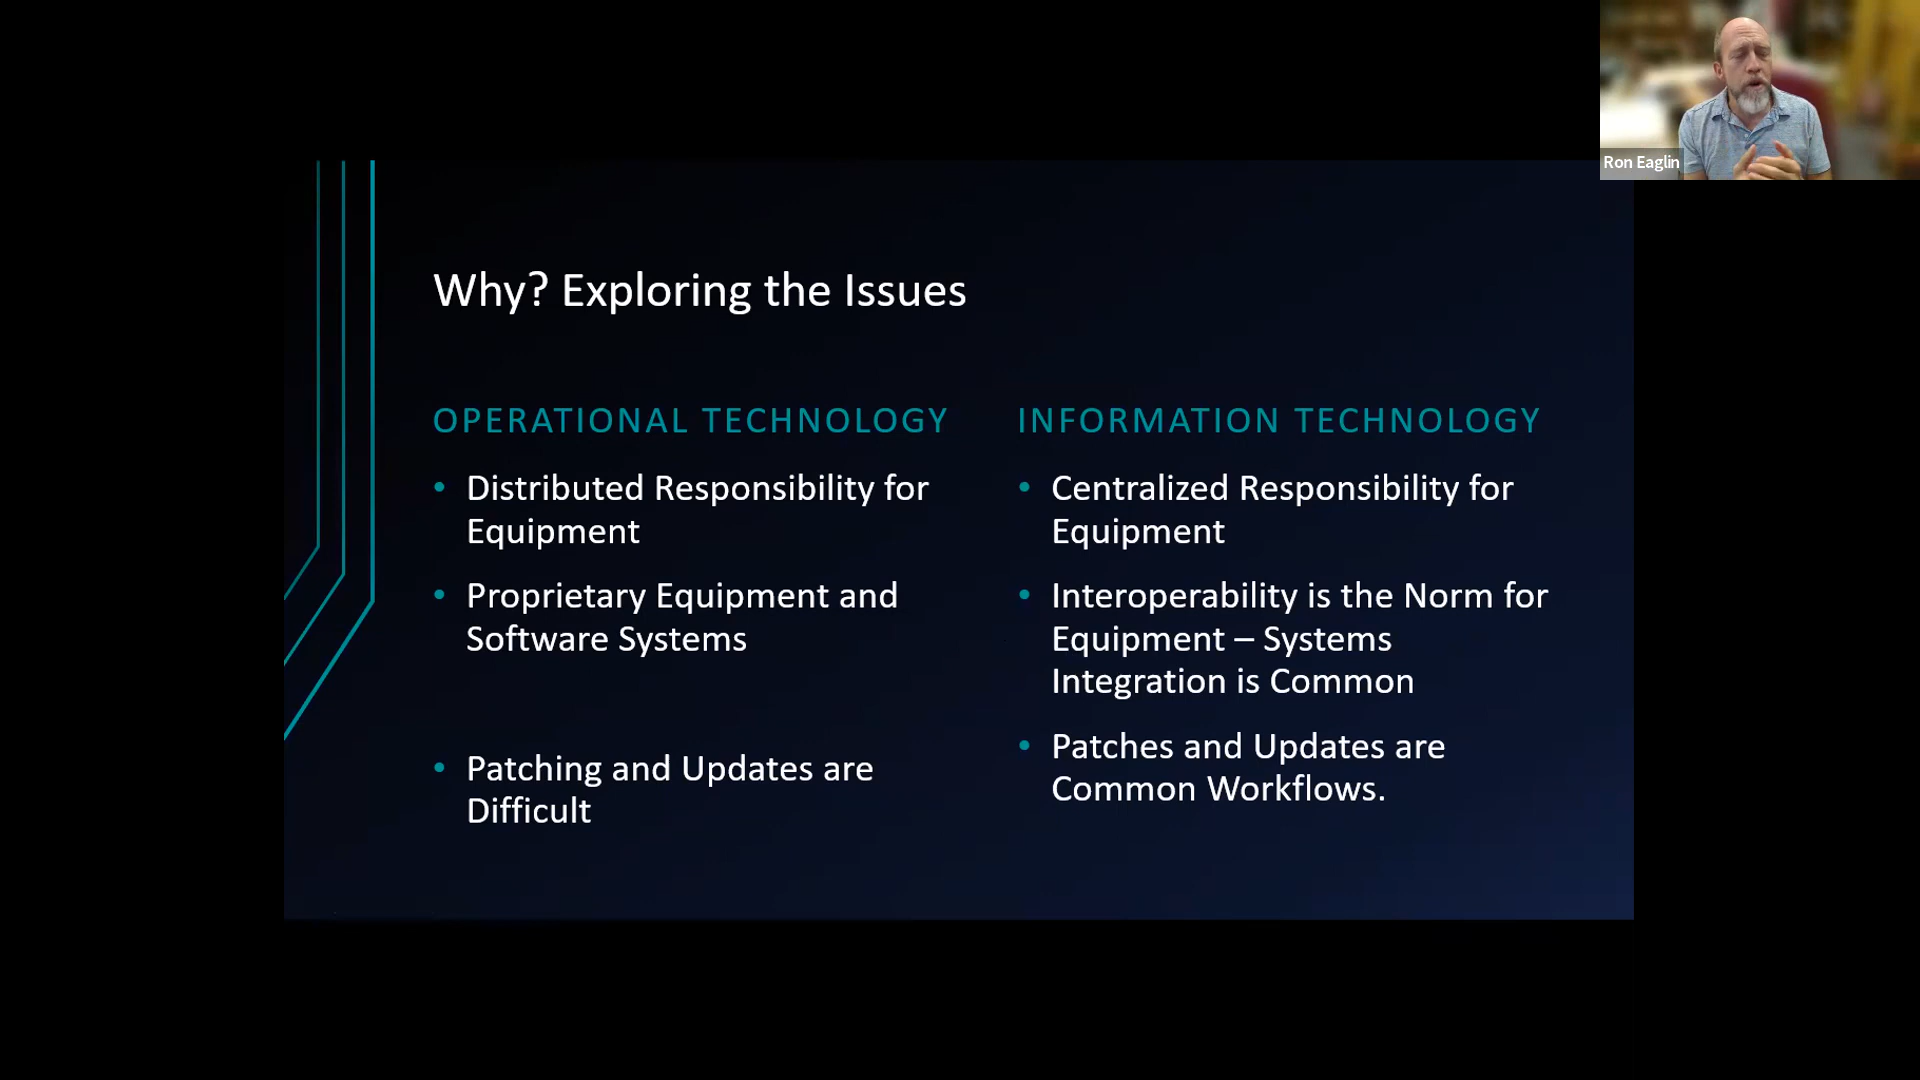 Ron Eaglin
Why? Exploring the Issues
OPERATIONAL TECHNOLOGY
• Distributed Responsibility for
Equipment
• Proprietary Equipment and
Software Systems
• Patching and Updates are
Difficult
INFORMATION TECHNOLOGY
• Centralized Responsibility for
Equipment
• Interoperability is the Norm for
Equipment – Systems
Integration is Common
• Patches and Updates are
Common Workflows.